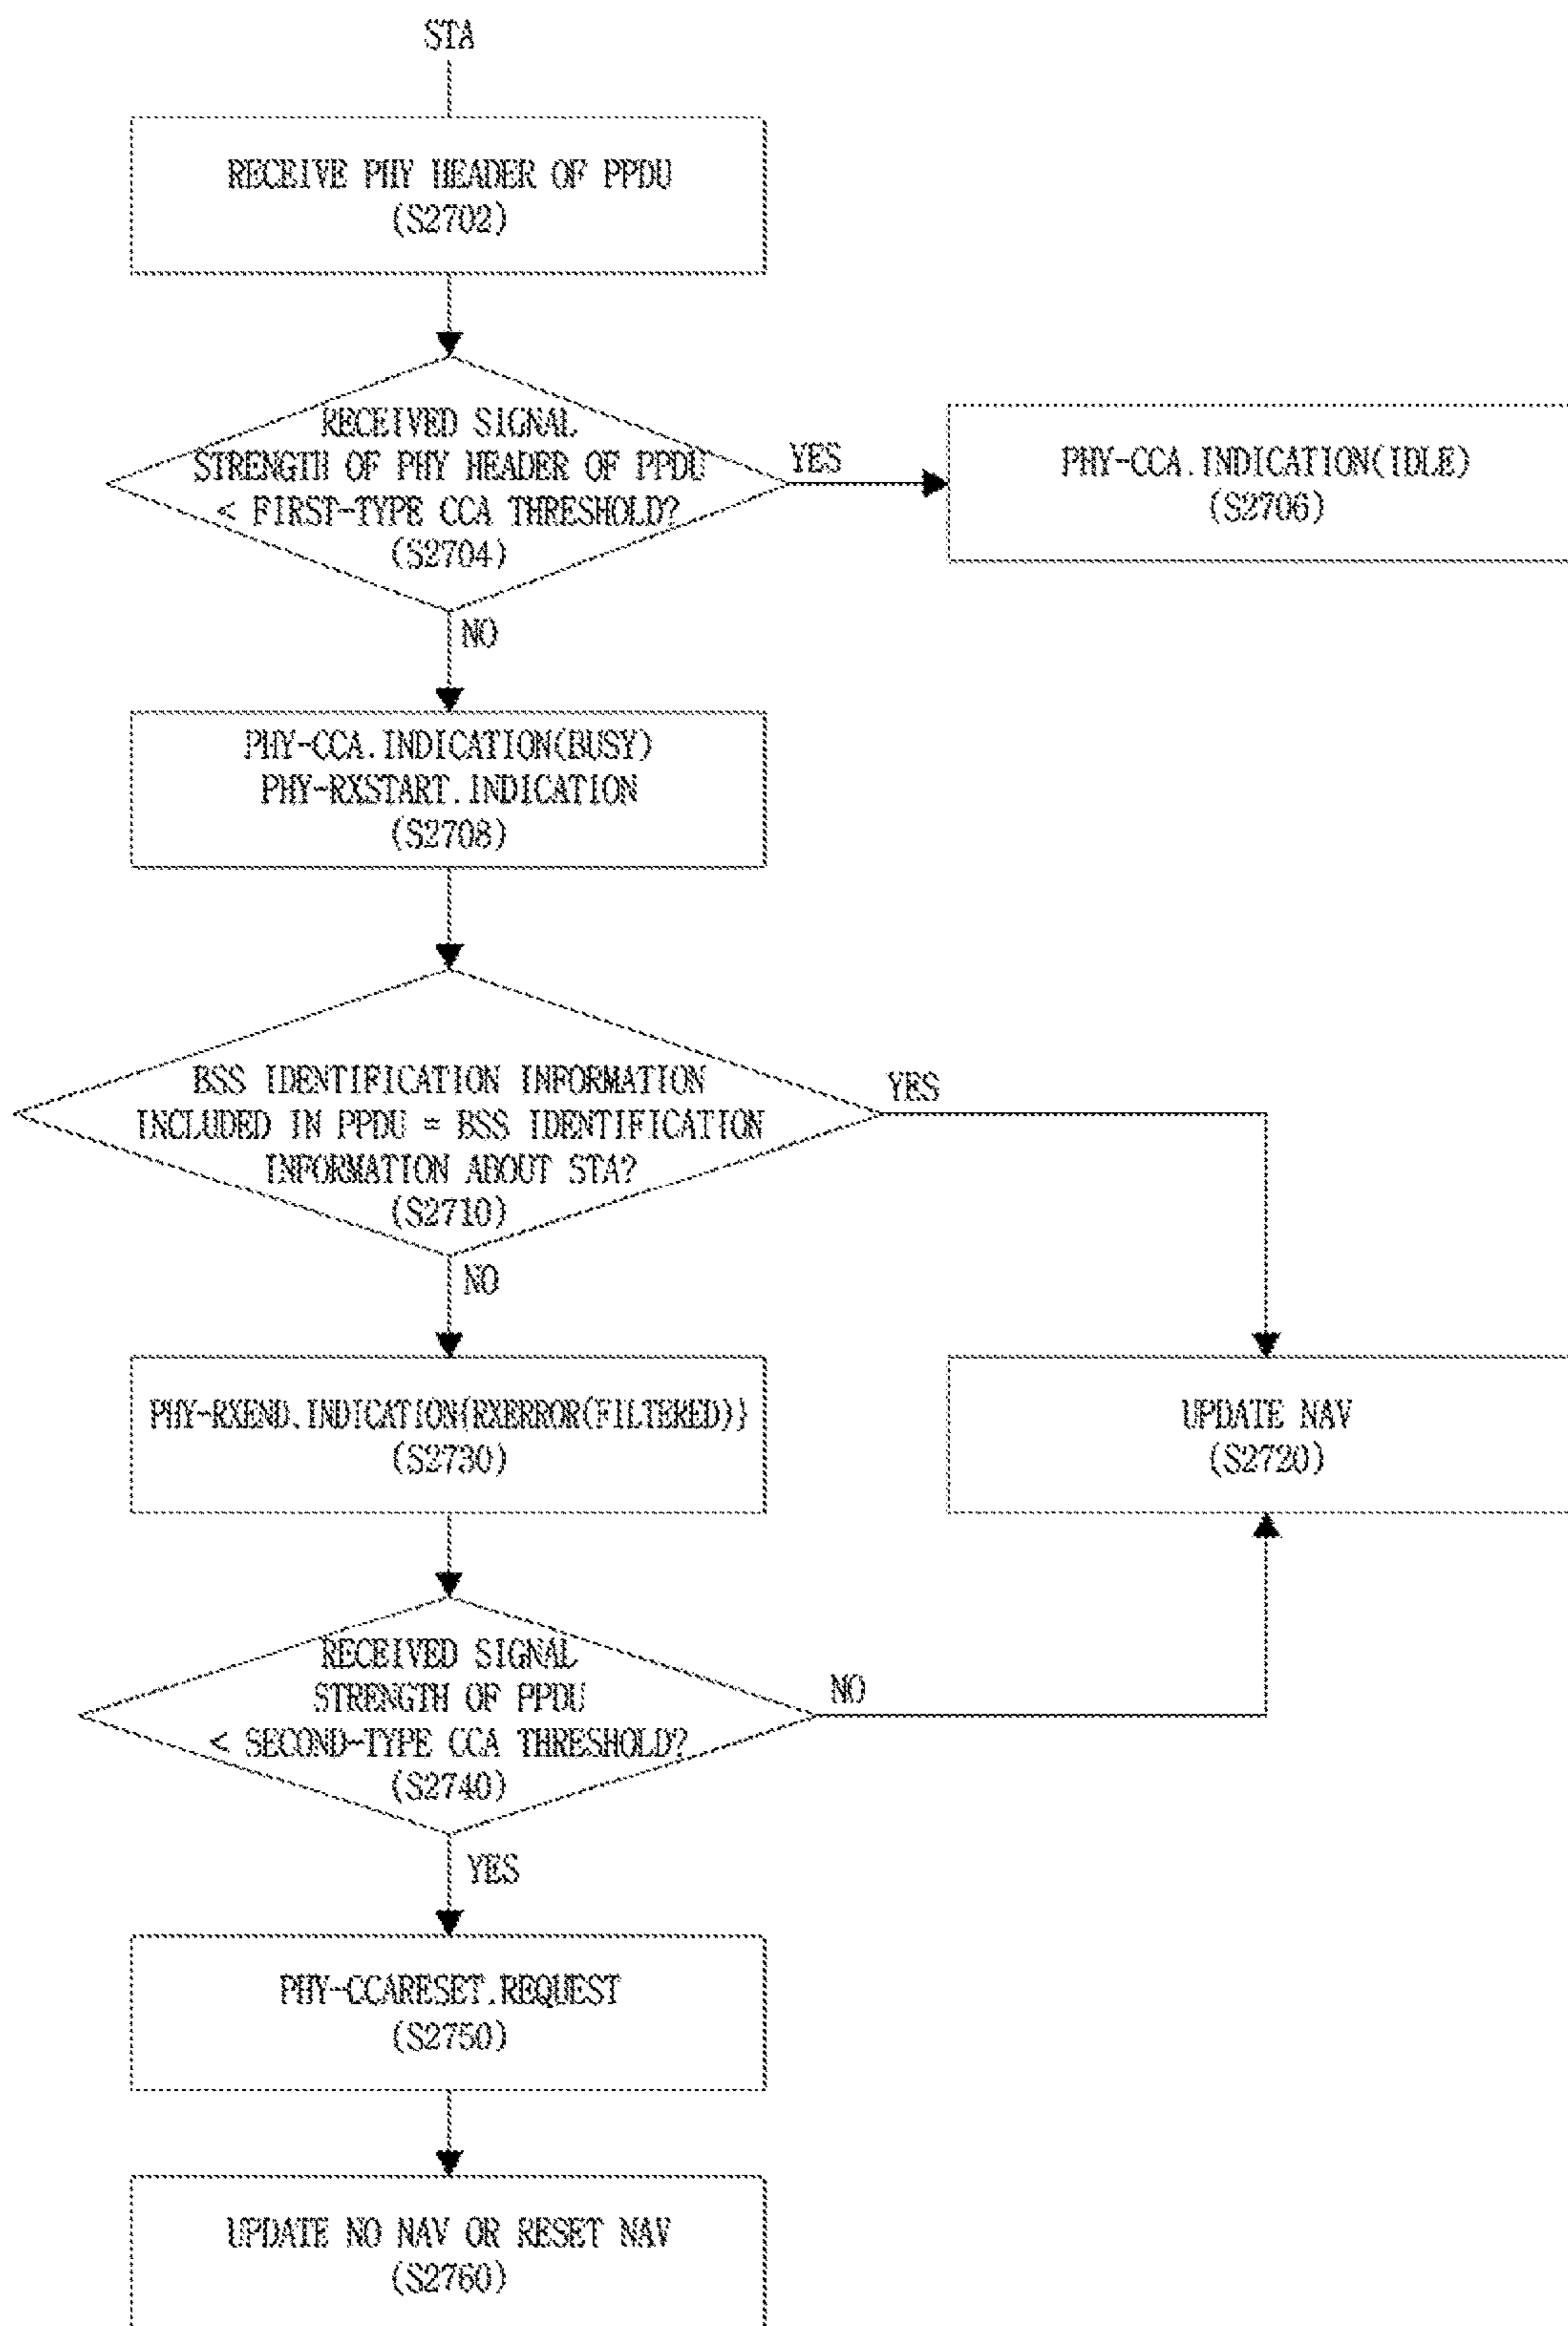 STA
RECEIVE PHY HEADER OF PPDU
(S2702)
RECEIVED SIGNAL
STRENGTH OF PHY HEADER OF PPDU
< FIRST-TYPE CCA THRESHOLD?
(S2704)
YES
PHY-CCA.INDICATION(IDLE)
(S2706)
NO
PHY-CCA.INDICATION(BUSY)
PHY-RXSTART.INDICATION
(S2708)
BSS IDENTIFICATION INFORMATION
INCLUDED IN PPDU = BSS IDENTIFICATION
INFORMATION ABOUT STA?
(S2710)
YES
NO
PHY-RXEND.INDICATION{RXERROR(FILTERED)}
(S2730)
UPDATE NAV
(S2720)
RECEIVED SIGNAL
STRENGTH OF PPDU
< SECOND-TYPE CCA THRESHOLD?
(S2740)
NO
YES
PHY-CCARESET.REQUEST
(S2750)
UPDATE NO NAV OR RESET NAV
(S2760)